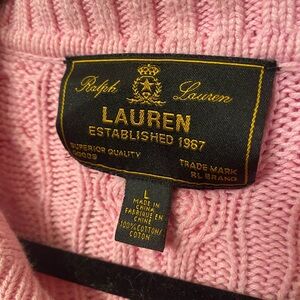 Ralph Lauren
LAUREN
ESTABLISHED 1967
SUPERIOR QUALITY
GOODS
TRADE MARK
RL BRAND
L
MADE IN
CHINA
FABRIQUÉ EN
CHINE
100% COTTON/
COTON